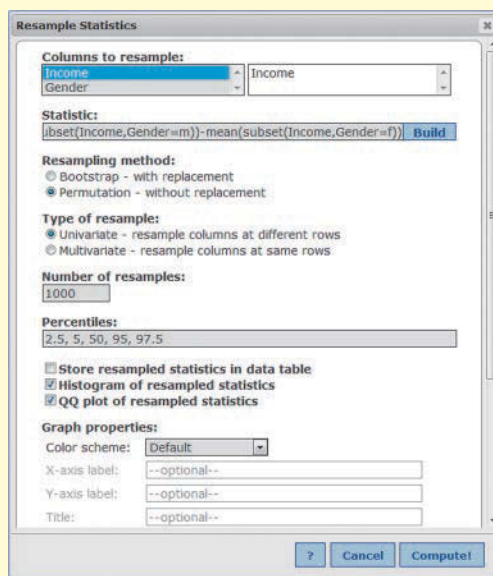 Resample Statistics
Columns to resample:
Income
Gender
Income
Statistic:
ıbset(Income,Gender=m))-mean(subset(Income,Gender=f)) Build
Resampling method:
Bootstrap - with replacement
Permutation - without replacement
Type of resample:
Univariate - resample columns at different rows
Multivariate - resample columns at same rows
Number of resamples:
1000
Percentiles:
2.5, 5, 50, 95, 97.5
Store resampled statistics in data table
Histogram of resampled statistics
QQ plot of resampled statistics
Graph properties:
Color scheme: Default
X-axis label: --optional--
Y-axis label: --optional--
Title: --optional--
? Cancel Compute!